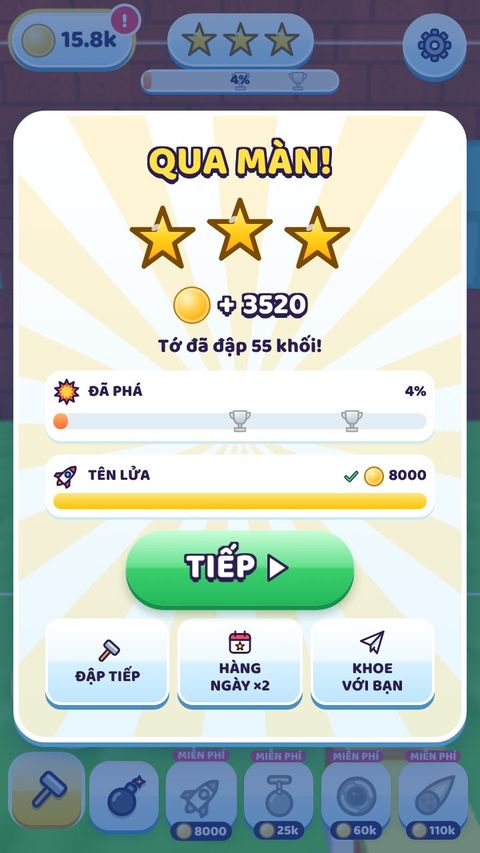 15.8k
!
4%
QUA MÀN!
+ 3520
Tớ đã đập 55 khối!
ĐÃ PHÁ
4%
TÊN LỬA
8000
TIẾP
ĐẬP TIẾP
HÀNG
NGÀY ×2
KHOE
VỚI BẠN
MIỄN PHÍ
MIỄN PHÍ
MIỄN PHÍ
MIỄN PHÍ
8000
25k
60k
110k